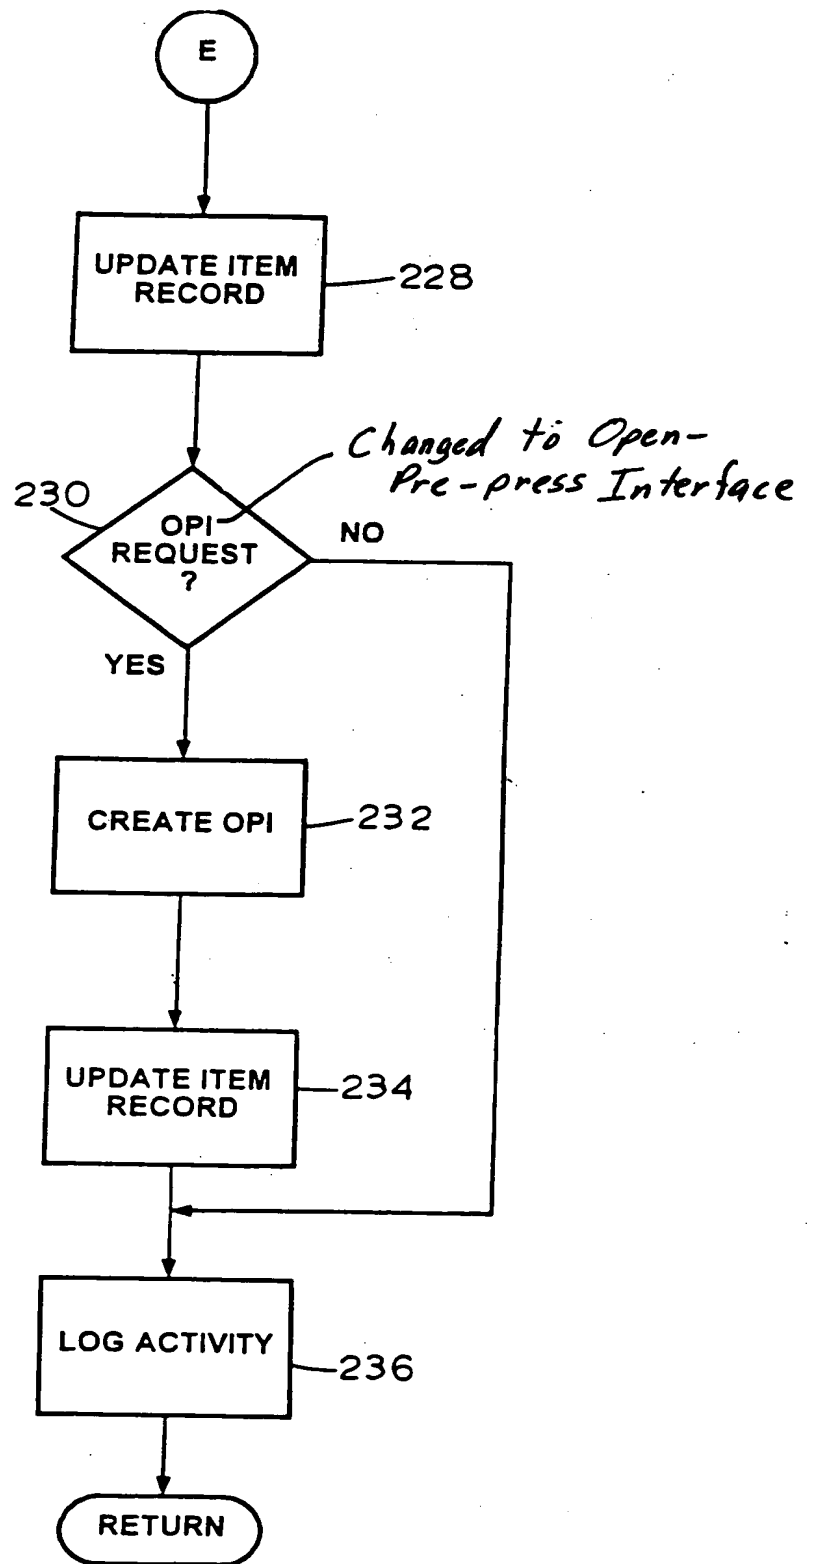 E
UPDATE ITEM
RECORD
228
Changed to Open-
Pre-press Interface
230
OPI
REQUEST
?
NO
YES
CREATE OPI
232
UPDATE ITEM
RECORD
234
LOG ACTIVITY
236
RETURN